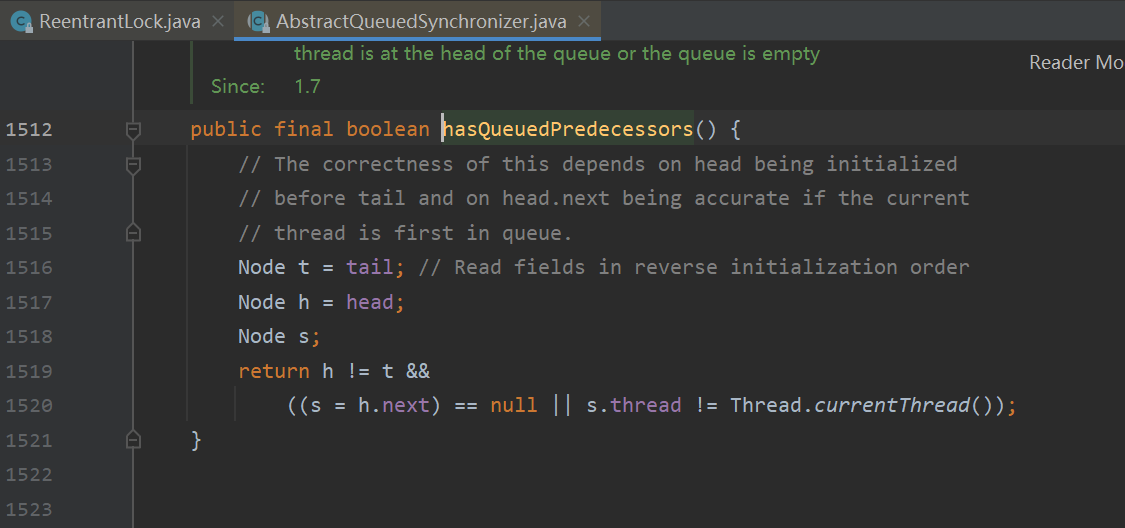 ReentrantLock.java × AbstractQueuedSynchronizer.java ×
thread is at the head of the queue or the queue is empty
Reader Mo
Since: 1.7
1512 public final boolean hasQueuedPredecessors() {
1513 // The correctness of this depends on head being initialized
1514 // before tail and on head.next being accurate if the current
1515 // thread is first in queue.
1516 Node t = tail; // Read fields in reverse initialization order
1517 Node h = head;
1518 Node s;
1519 return h != t &&
1520 ((s = h.next) == null || s.thread != Thread.currentThread());
1521 }
1522
1523